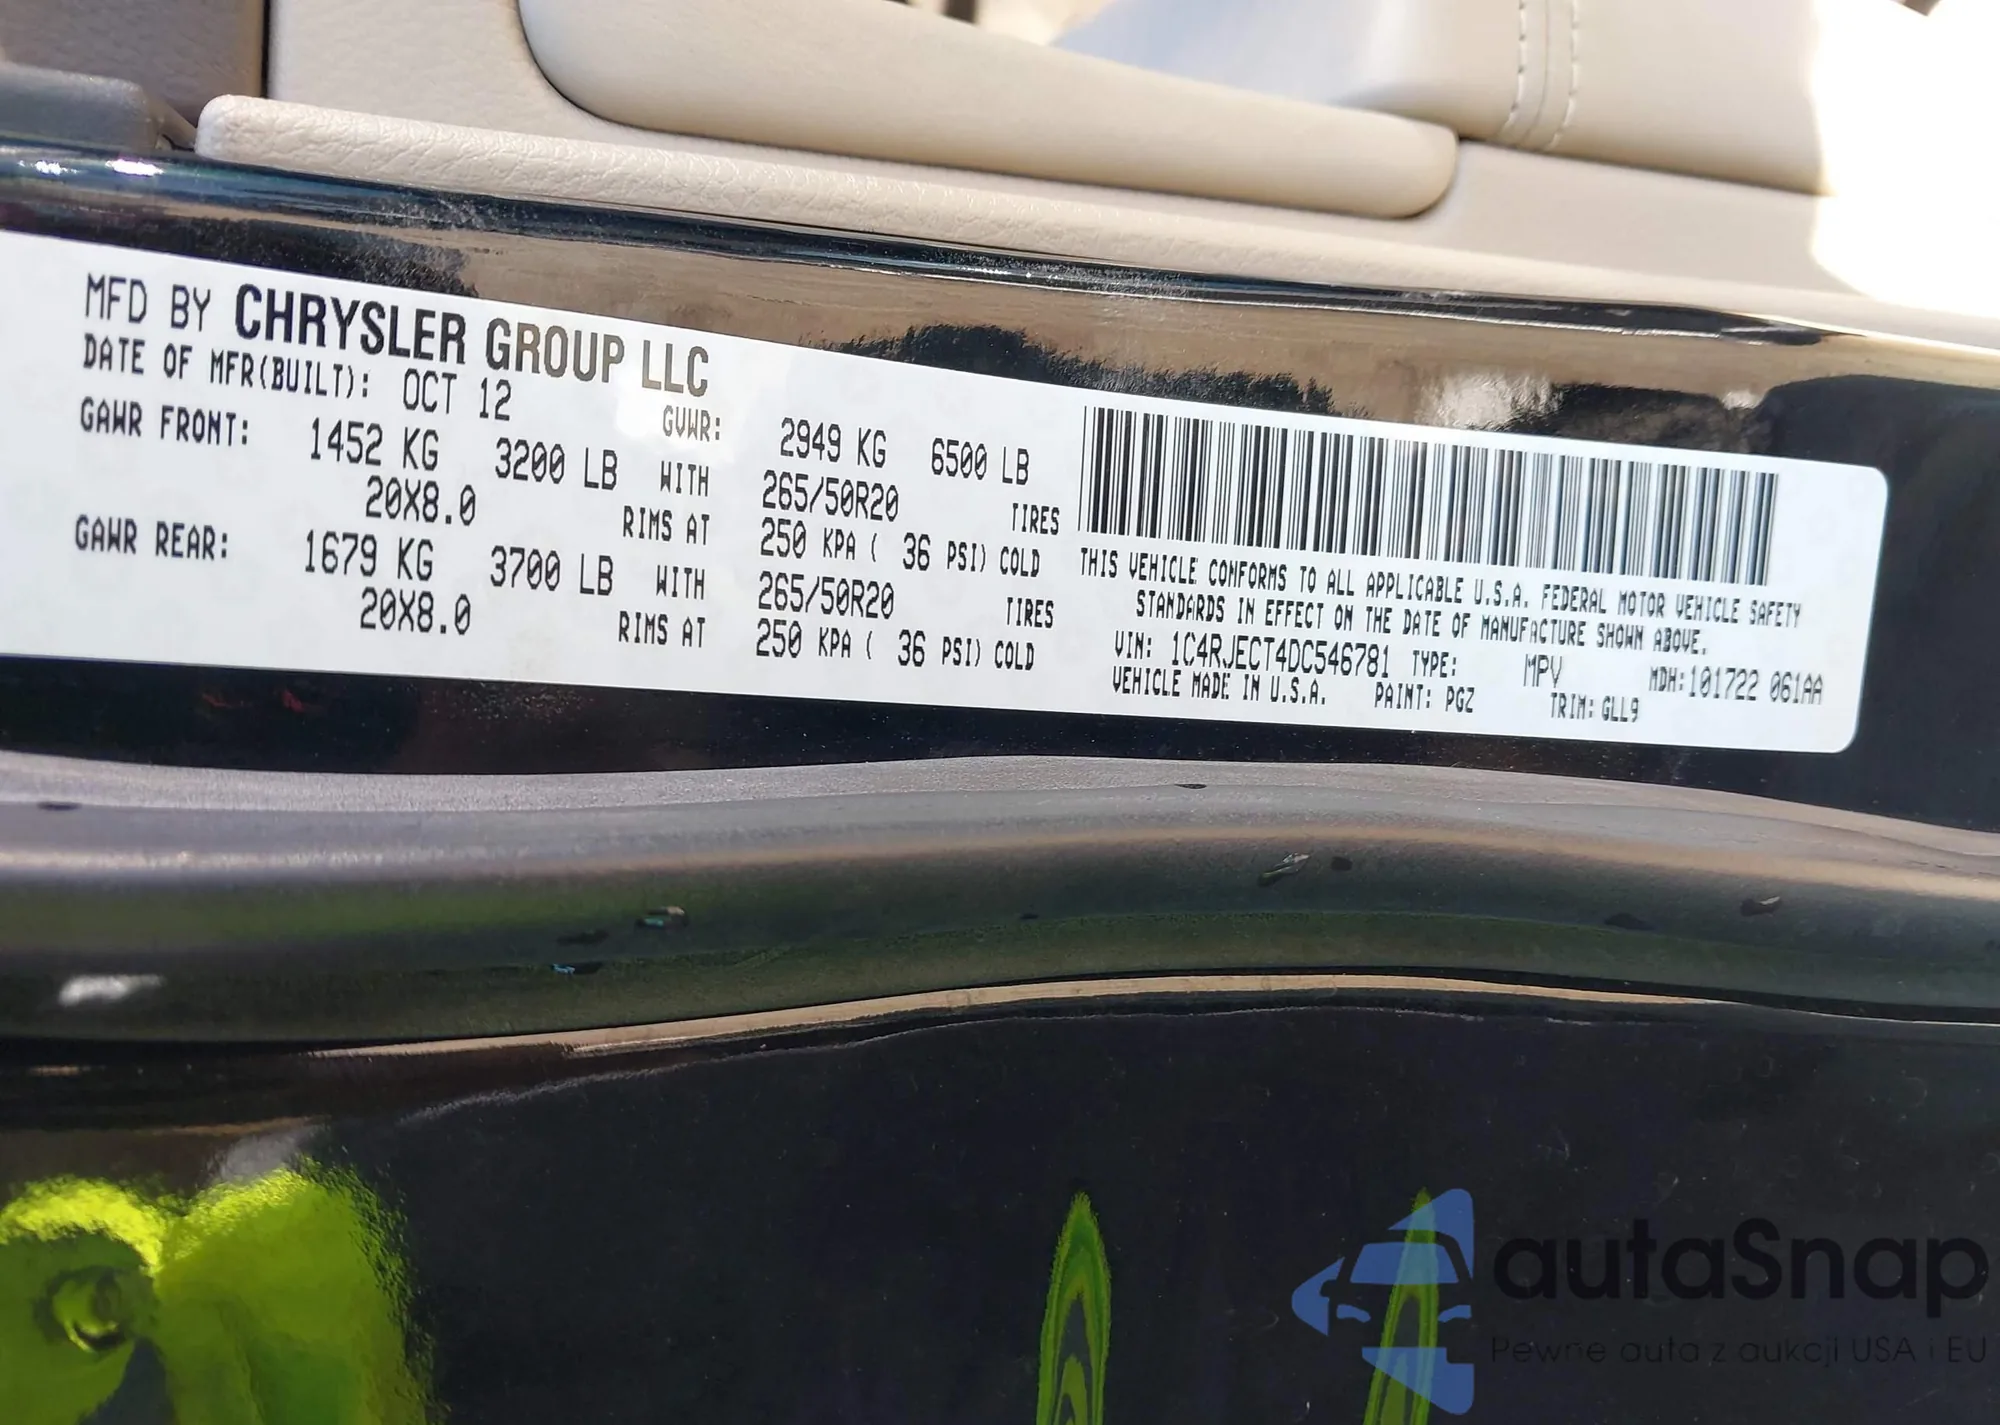 MFD BY CHRYSLER GROUP LLC
DATE OF MFR(BUILT): OCT 12 GVWR: 2949 KG 6500 LB
GAWR FRONT: 1452 KG 3200 LB WITH 265/50R20 TIRES
20X8.0 RIMS AT 250 KPA ( 36 PSI) COLD
GAWR REAR: 1679 KG 3700 LB WITH 265/50R20 TIRES
20X8.0 RIMS AT 250 KPA ( 36 PSI) COLD
THIS VEHICLE CONFORMS TO ALL APPLICABLE U.S.A. FEDERAL MOTOR VEHICLE SAFETY
STANDARDS IN EFFECT ON THE DATE OF MANUFACTURE SHOWN ABOVE.
VIN: 1C4RJECT4DC546781 TYPE: MPV MDH:101722 061AA
VEHICLE MADE IN U.S.A. PAINT: PGZ TRIM: GLL9
autaSnap
Pewne auta z aukcji USA i EU